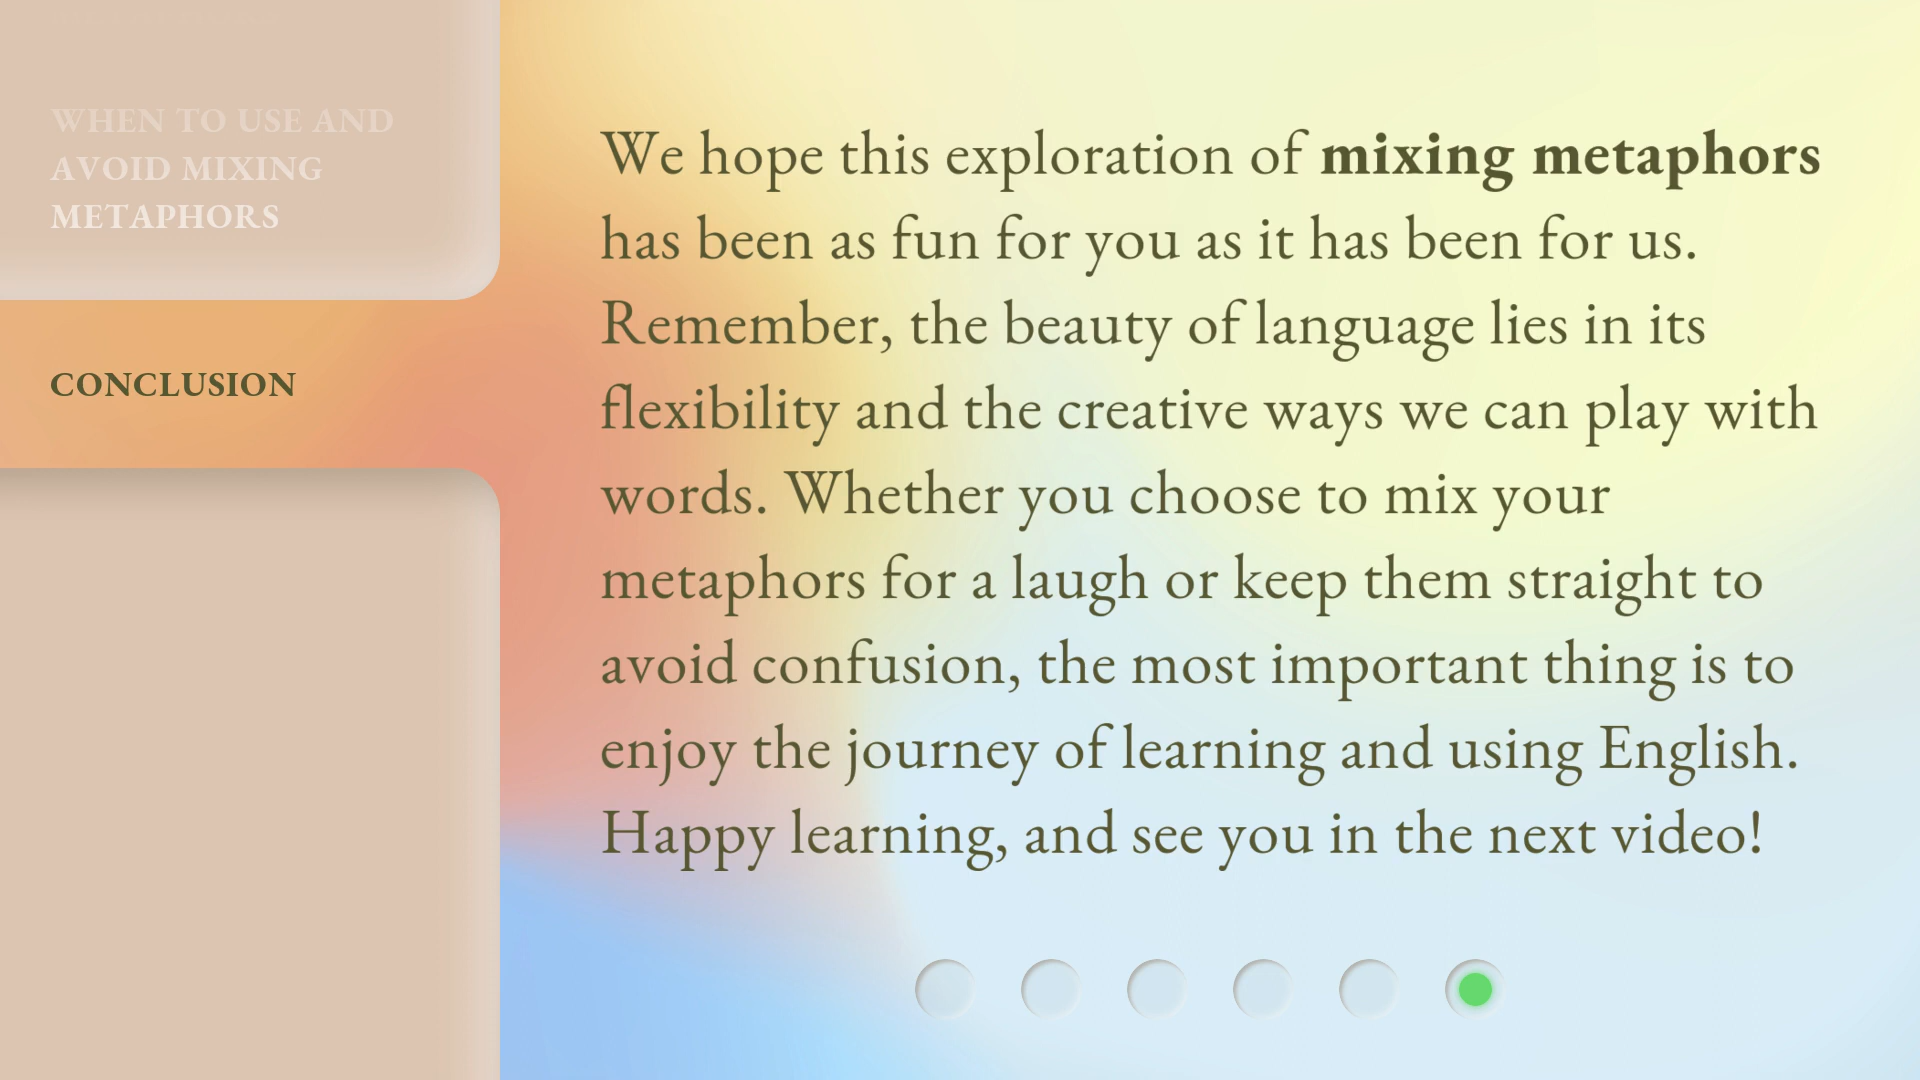 WHEN TO USE AND
AVOID MIXING
METAPHORS
CONCLUSION
We hope this exploration of mixing metaphors
has been as fun for you as it has been for us.
Remember, the beauty of language lies in its
flexibility and the creative ways we can play with
words. Whether you choose to mix your
metaphors for a laugh or keep them straight to
avoid confusion, the most important thing is to
enjoy the journey of learning and using English.
Happy learning, and see you in the next video!